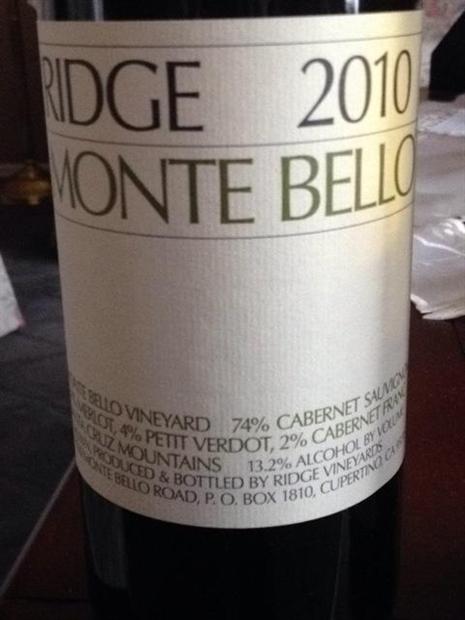 RIDGE 2010
MONTE BELLO
BELLO VINEYARD 74% CABERNET SAUVIGNON
MERLOT, 4% PETIT VERDOT, 2% CABERNET FRANC
CRUZ MOUNTAINS 13.2% ALCOHOL BY VOLUME
PRODUCED & BOTTLED BY RIDGE VINEYARDS
MONTE BELLO ROAD, P. O. BOX 1810, CUPERTINO, CA